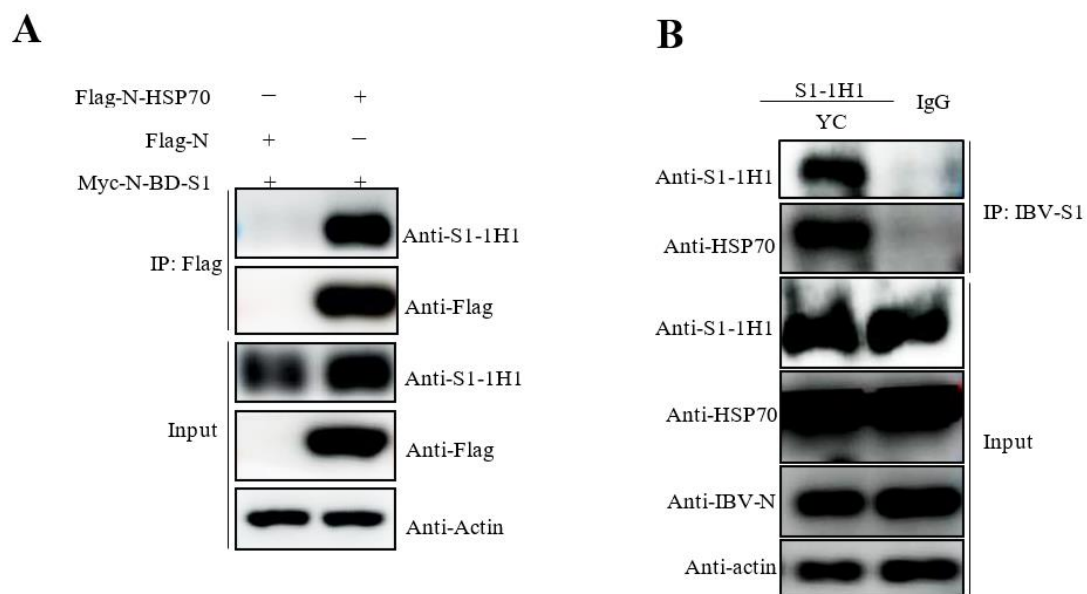 A
Flag-N-HSP70 – +
Flag-N + –
Myc-N-BD-S1 + +
IP: Flag
Anti-S1-1H1
Anti-Flag
Input
Anti-S1-1H1
Anti-Flag
Anti-Actin
B
S1-1H1 IgG
YC
Anti-S1-1H1
Anti-HSP70
IP: IBV-S1
Anti-S1-1H1
Anti-HSP70
Anti-IBV-N
Anti-actin
Input